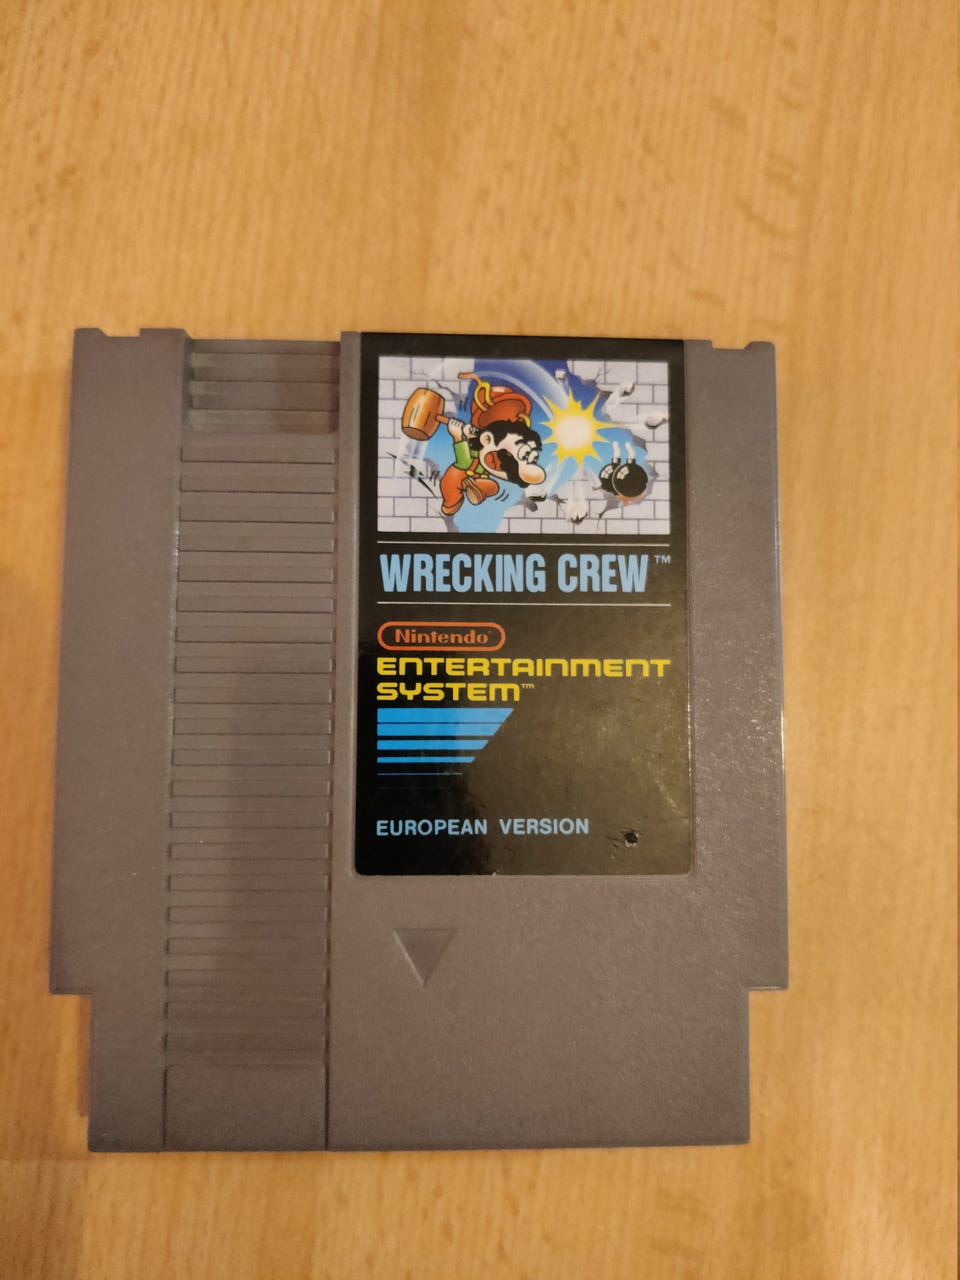 WRECKING CREW™
Nintendo®
ENTERTAINMENT
SYSTEM™
EUROPEAN VERSION